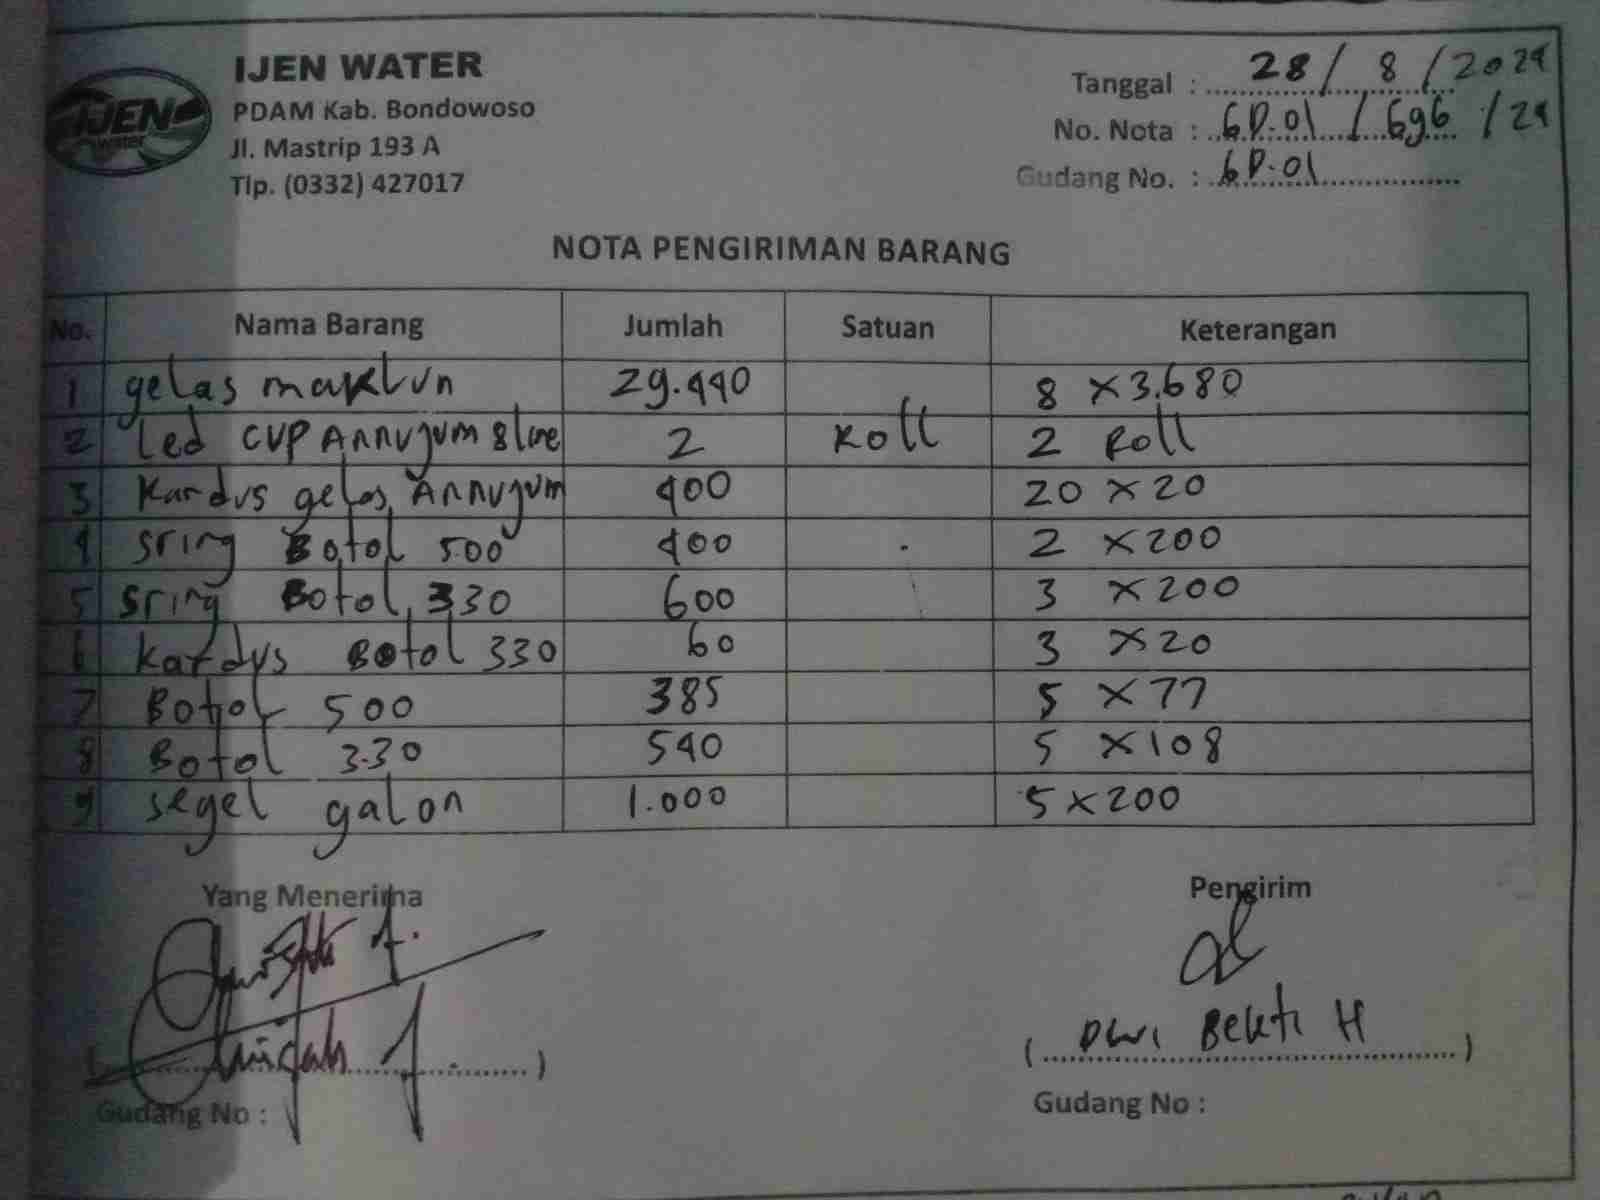 IJEN
water
IJEN WATER
PDAM Kab. Bondowoso
Jl. Mastrip 193 A
Tlp. (0332) 427017
Tanggal : 28 / 8 / 2024
No. Nota : GD.01 / 696 / 24
Gudang No. : GD.01
NOTA PENGIRIMAN BARANG
No. Nama Barang Jumlah Satuan Keterangan
1 gelas maklun 29.440 8 x 3.680
2 Led CUP Annujum 8 line 2 Roll 2 Roll
3 Kardus gelas Annujum 400 20 x 20
4 sring Botol 500 400 2 x 200
5 sring Botol 330 600 3 x 200
6 kardus Botol 330 60 3 x 20
7 Botol 500 385 5 x 77
8 Botol 330 540 5 x 108
9 segel galon 1.000 5 x 200
Yang Menerima Pengirim
( Dwi Bekti H )
Gudang No : Gudang No :